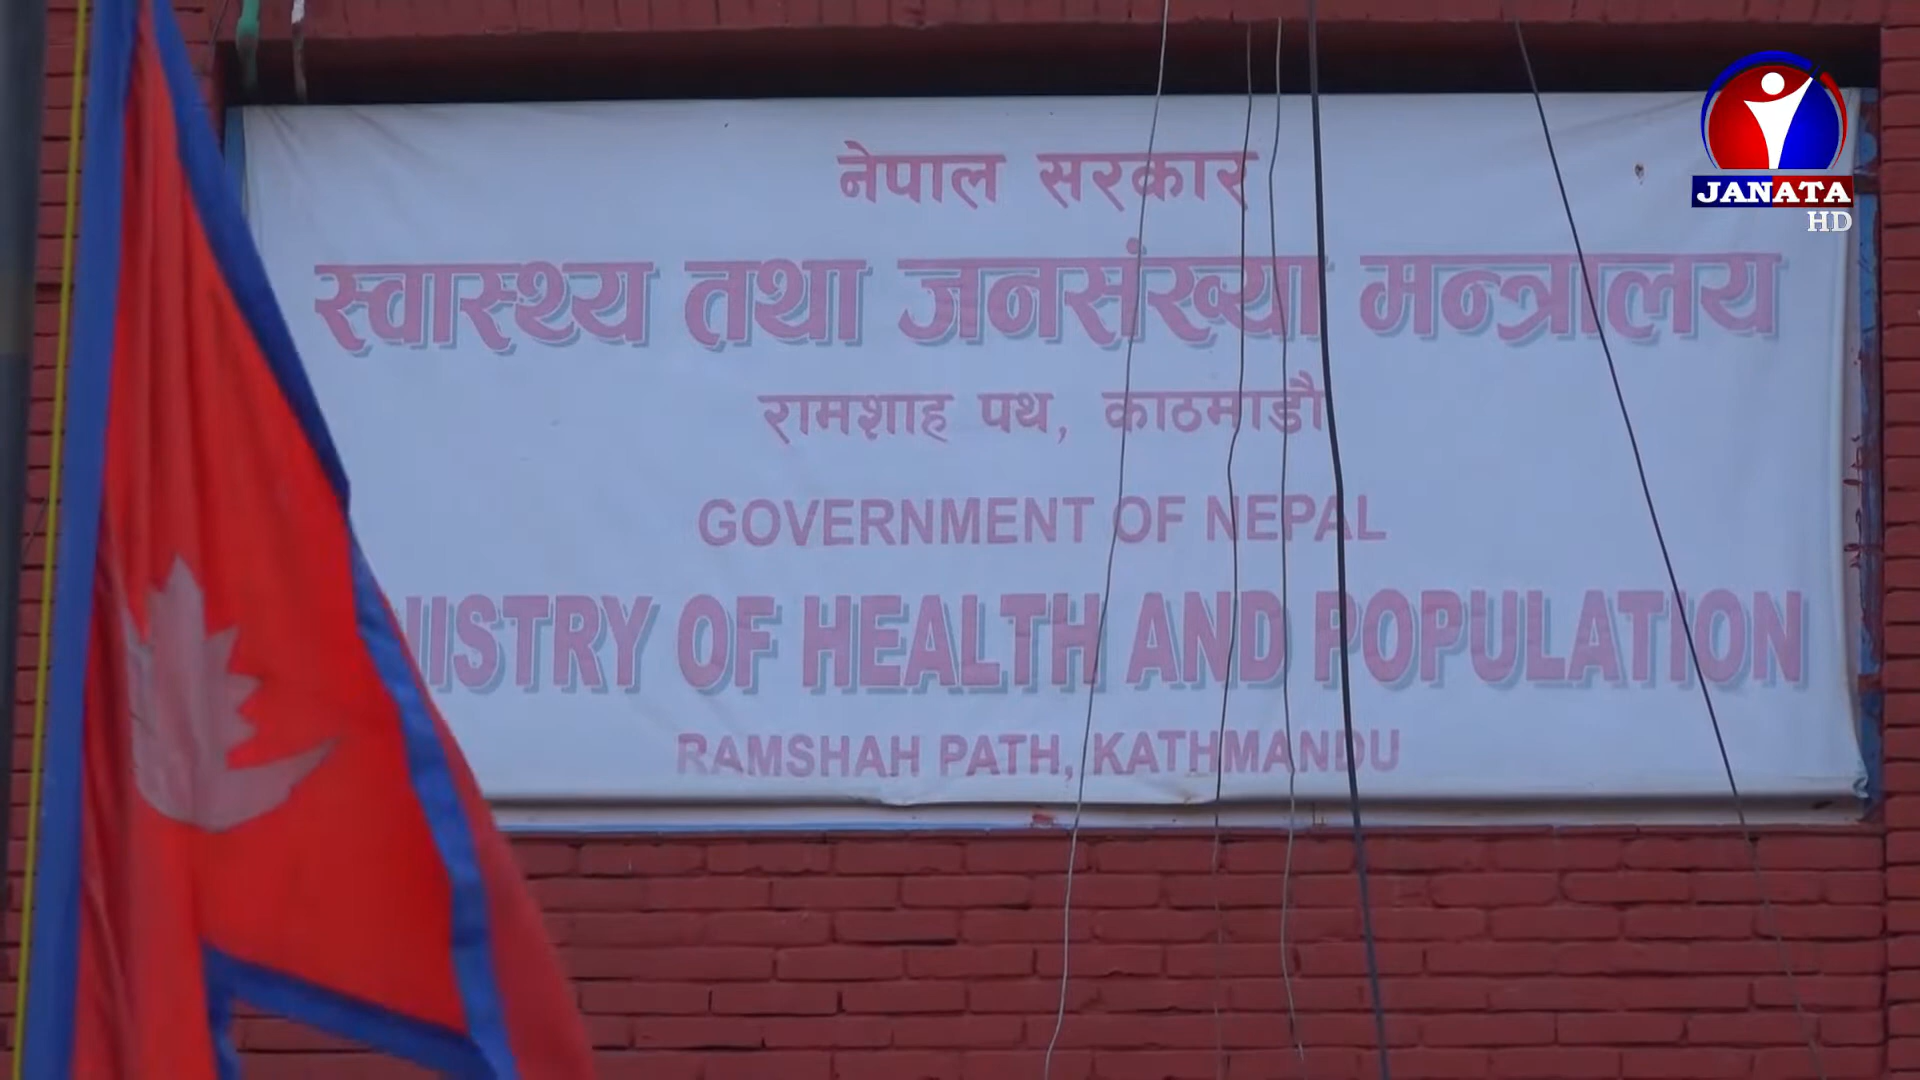 नेपाल सरकार
स्वास्थ्य तथा जनसंख्या मन्त्रालय
रामशाह पथ, काठमाडौ
GOVERNMENT OF NEPAL
NISTRY OF HEALTH AND POPULATION
RAMSHAH PATH, KATHMANDU
JANATA
HD